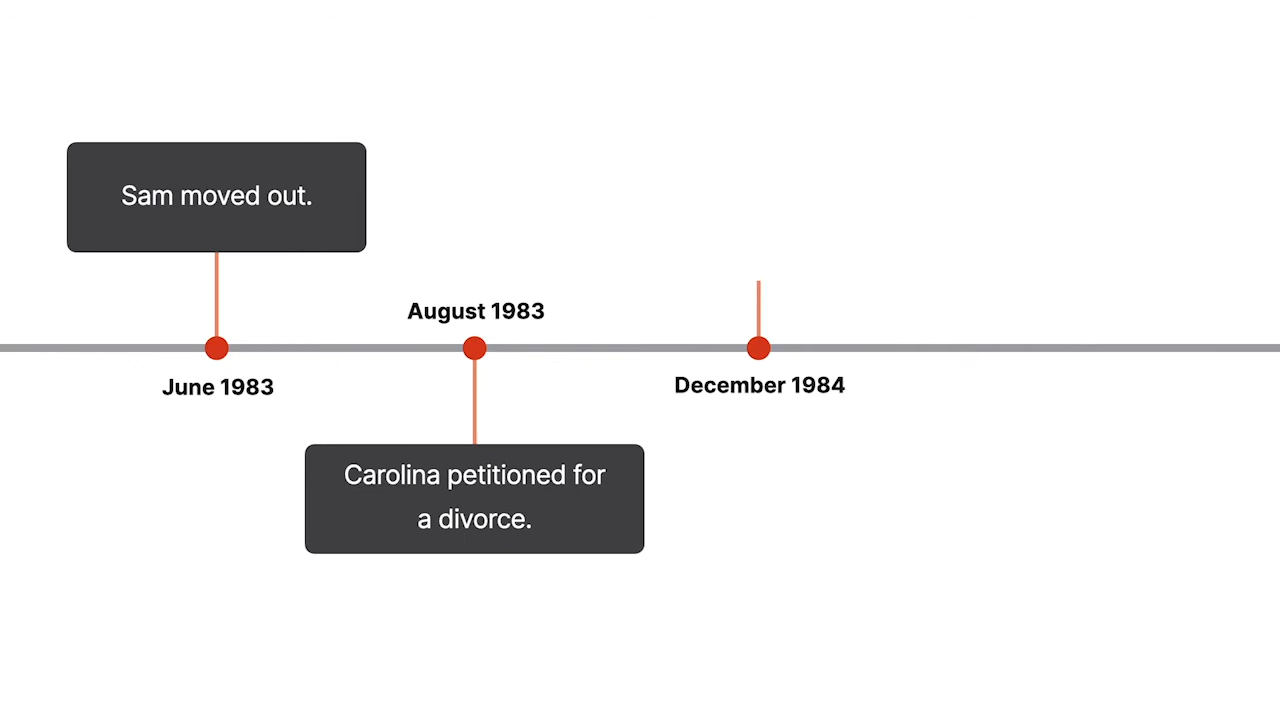 Sam moved out.
June 1983
August 1983
Carolina petitioned for
a divorce.
December 1984